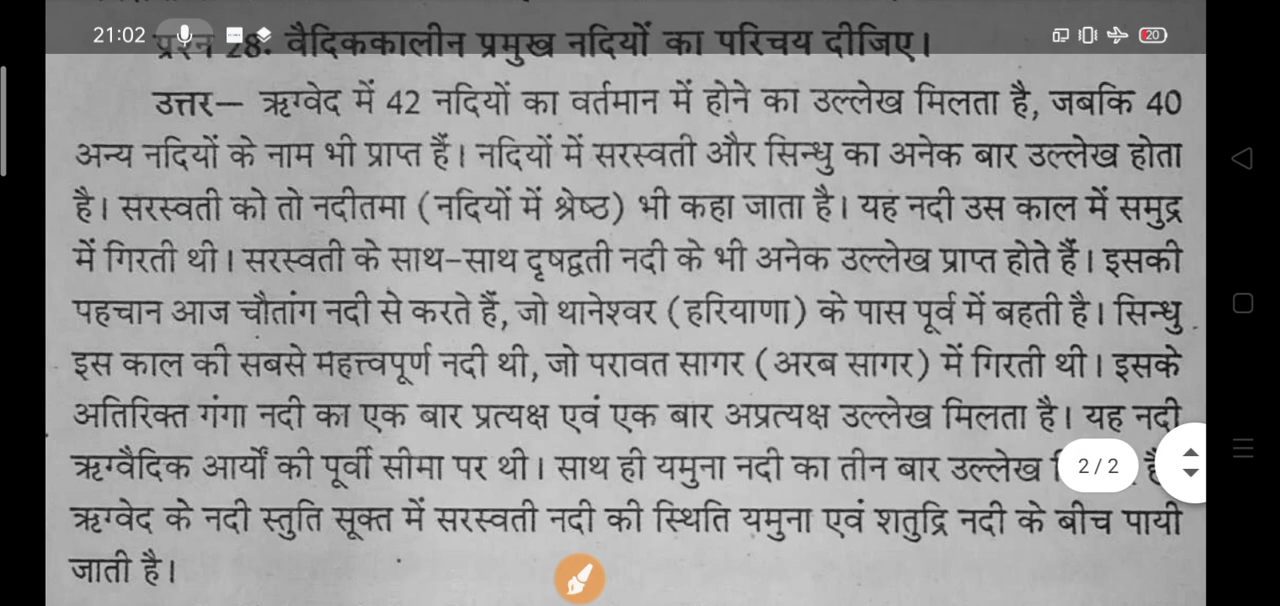 21:02
20
प्रश्न 28. वैदिककालीन प्रमुख नदियों का परिचय दीजिए।
उत्तर— ऋग्वेद में 42 नदियों का वर्तमान में होने का उल्लेख मिलता है, जबकि 40
अन्य नदियों के नाम भी प्राप्त हैं। नदियों में सरस्वती और सिन्धु का अनेक बार उल्लेख होता
है। सरस्वती को तो नदीतमा (नदियों में श्रेष्ठ) भी कहा जाता है। यह नदी उस काल में समुद्र
में गिरती थी। सरस्वती के साथ-साथ दृषद्वती नदी के भी अनेक उल्लेख प्राप्त होते हैं। इसकी
पहचान आज चौतांग नदी से करते हैं, जो थानेश्वर (हरियाणा) के पास पूर्व में बहती है। सिन्धु
इस काल की सबसे महत्त्वपूर्ण नदी थी, जो परावत सागर (अरब सागर) में गिरती थी। इसके
अतिरिक्त गंगा नदी का एक बार प्रत्यक्ष एवं एक बार अप्रत्यक्ष उल्लेख मिलता है। यह नदी
ऋग्वैदिक आर्यों की पूर्वी सीमा पर थी। साथ ही यमुना नदी का तीन बार उल्लेख
2/2
ऋग्वेद के नदी स्तुति सूक्त में सरस्वती नदी की स्थिति यमुना एवं शतुद्रि नदी के बीच पायी
जाती है।